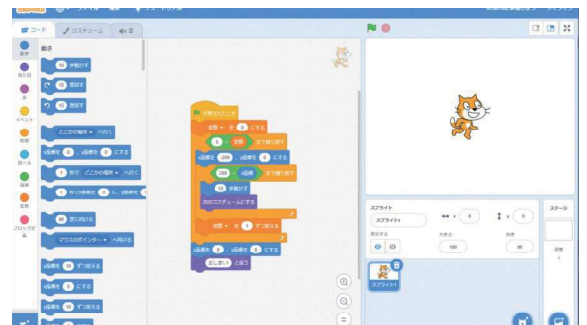 コード
コスチューム
音
動き
10 歩動かす
15 度回す
15 度回す
どこかの場所 へ行く
x座標を 0 、y座標を 0 にする
1 秒で どこかの場所 へ行く
90 度に向ける
マウスのポインター へ向ける
x座標を 10 ずつ変える
x座標を 0 にする
y座標を 10 ずつ変える
動き
見た目
音
イベント
制御
調べる
演算
変数
ブロック定義
が押されたとき
変数 を 0 にする
5 < 変数 まで繰り返す
x座標を -200 、y座標を 0 にする
200 < x座標 まで繰り返す
10 歩動かす
次のコスチュームにする
変数 を 1 ずつ変える
x座標を 0 、y座標を 0 にする
おしまい と言う
スプライト
スプライト1
x 0
y 0
表示する
大きさ
100
向き
90
スプライト1
ステージ
背景
1